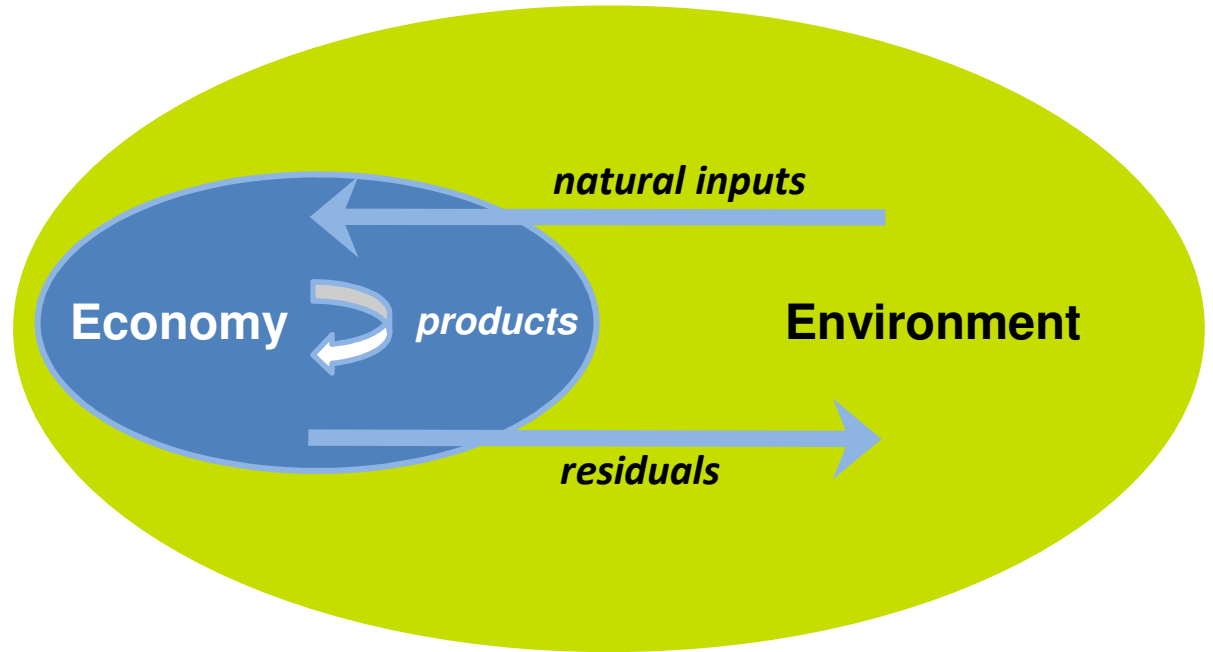 natural inputs
Economy
products
Environment
residuals